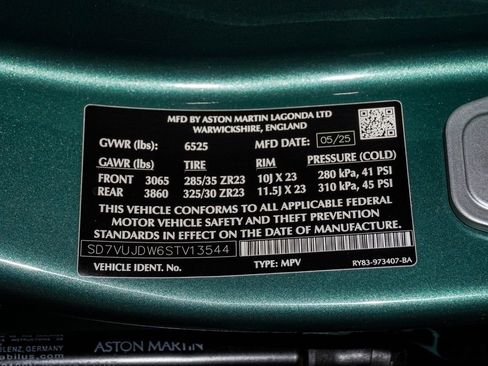 MFD BY ASTON MARTIN LAGONDA LTD
WARWICKSHIRE, ENGLAND
GVWR (lbs): 6525 MFD DATE: 05/25
GAWR (lbs): TIRE RIM PRESSURE (COLD)
FRONT 3065 285/35 ZR23 10J X 23 280 kPa, 41 PSI
REAR 3860 325/30 ZR23 11.5J X 23 310 kPa, 45 PSI
THIS VEHICLE CONFORMS TO ALL APPLICABLE FEDERAL
MOTOR VEHICLE SAFETY AND THEFT PREVENTION
STANDARDS IN EFFECT ON THE DATE OF MANUFACTURE
SD7VUJDW6STV13544
VEHICLE IDENT No. TYPE: MPV RY83-973407-BA
BLENZ, GERMANY
abilus.com
ASTON MARTIN